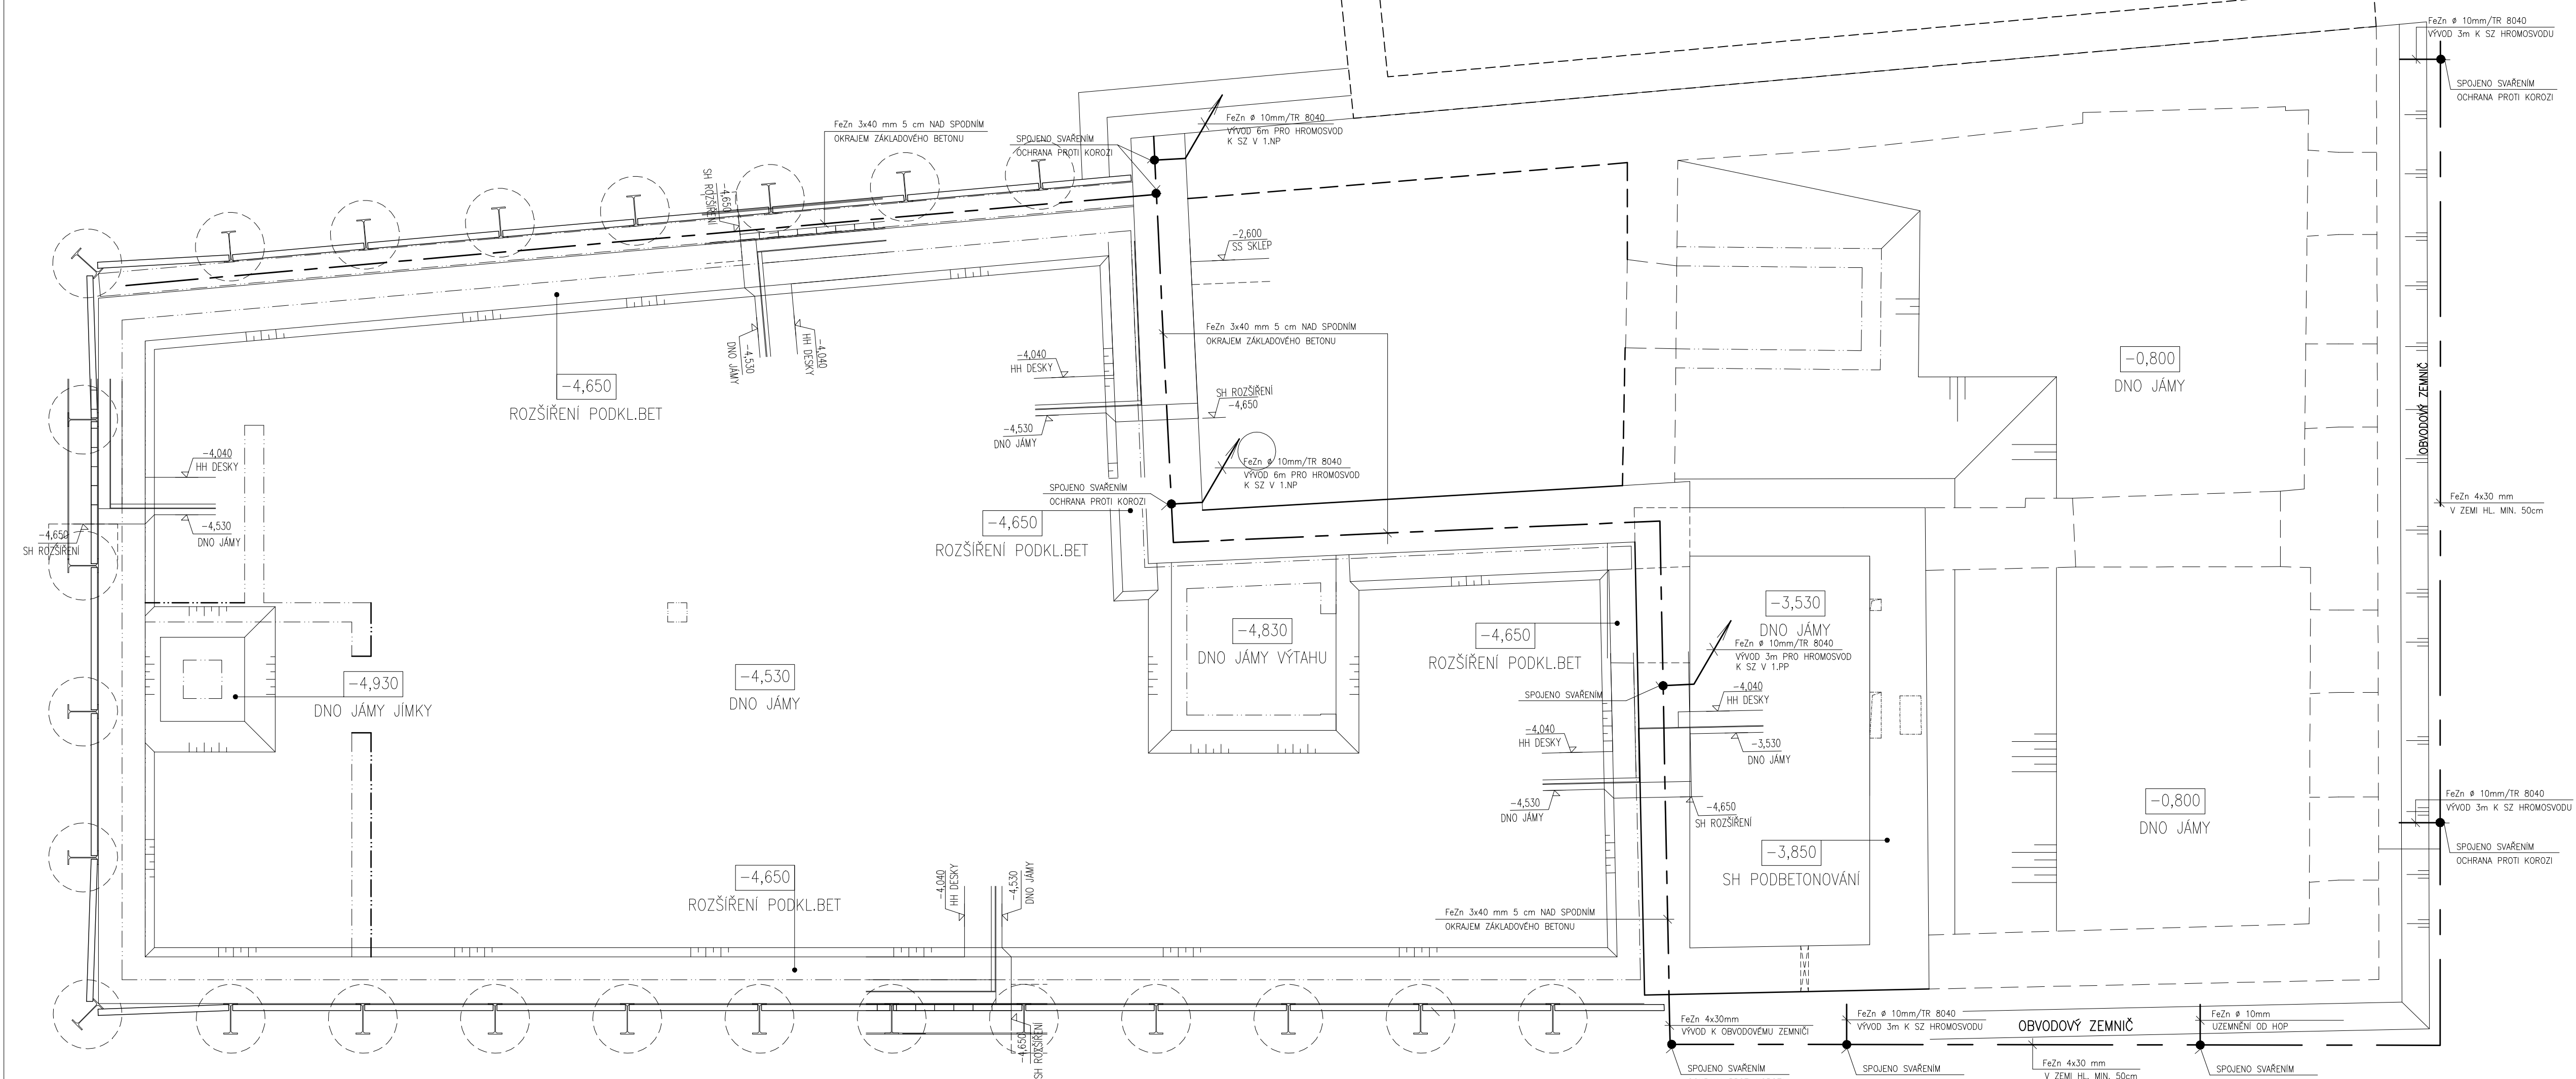 FeZn ø 10mm/TR 8040
VÝVOD 3m K SZ HROMOSVODU
SPOJENO SVAŘENÍM
OCHRANA PROTI KOROZI
FeZn 3x40 mm 5 cm NAD SPODNÍM
OKRAJEM ZÁKLADOVÉHO BETONU
SPOJENO SVAŘENÍM
OCHRANA PROTI KOROZI
FeZn ø 10mm/TR 8040
VÝVOD 6m PRO HROMOSVOD
K SZ V 1.NP
-4,650
SH ROZŠÍŘENÍ
-2,600
SS SKLEP
FeZn 3x40 mm 5 cm NAD SPODNÍM
OKRAJEM ZÁKLADOVÉHO BETONU
-4,530
DNO JÁMY
-4,040
HH DESKY
-4,040
HH DESKY
-4,650
ROZŠÍŘENÍ PODKL.BET
SH ROZŠÍŘENÍ
-4,650
-4,530
DNO JÁMY
-0,800
DNO JÁMY
OBVODOVÝ ZEMNIČ
-4,040
HH DESKY
FeZn ø 10mm/TR 8040
VÝVOD 6m PRO HROMOSVOD
K SZ V 1.NP
SPOJENO SVAŘENÍM
OCHRANA PROTI KOROZI
FeZn 4x30 mm
V ZEMI HL. MIN. 50cm
-4,530
DNO JÁMY
-4,650
SH ROZŠÍŘENÍ
-4,650
ROZŠÍŘENÍ PODKL.BET
-4,830
DNO JÁMY VÝTAHU
-4,650
ROZŠÍŘENÍ PODKL.BET
-3,530
DNO JÁMY
FeZn ø 10mm/TR 8040
VÝVOD 3m PRO HROMOSVOD
K SZ V 1.PP
-4,930
DNO JÁMY JÍMKY
-4,530
DNO JÁMY
SPOJENO SVAŘENÍM
-4,040
HH DESKY
-4,040
HH DESKY
-3,530
DNO JÁMY
-4,530
DNO JÁMY
-4,650
SH ROZŠÍŘENÍ
-0,800
DNO JÁMY
FeZn ø 10mm/TR 8040
VÝVOD 3m K SZ HROMOSVODU
SPOJENO SVAŘENÍM
OCHRANA PROTI KOROZI
-3,850
SH PODBETONOVÁNÍ
-4,650
ROZŠÍŘENÍ PODKL.BET
-4,040
HH DESKY
-4,530
DNO JÁMY
FeZn 3x40 mm 5 cm NAD SPODNÍM
OKRAJEM ZÁKLADOVÉHO BETONU
-4,650
SH ROZŠÍŘENÍ
FeZn 4x30mm
VÝVOD K OBVODOVÉMU ZEMNIČI
FeZn ø 10mm/TR 8040
VÝVOD 3m K SZ HROMOSVODU
OBVODOVÝ ZEMNIČ
FeZn ø 10mm
UZEMNĚNÍ OD HOP
SPOJENO SVAŘENÍM
SPOJENO SVAŘENÍM
FeZn 4x30 mm
V ZEMI HL. MIN. 50cm
SPOJENO SVAŘENÍM